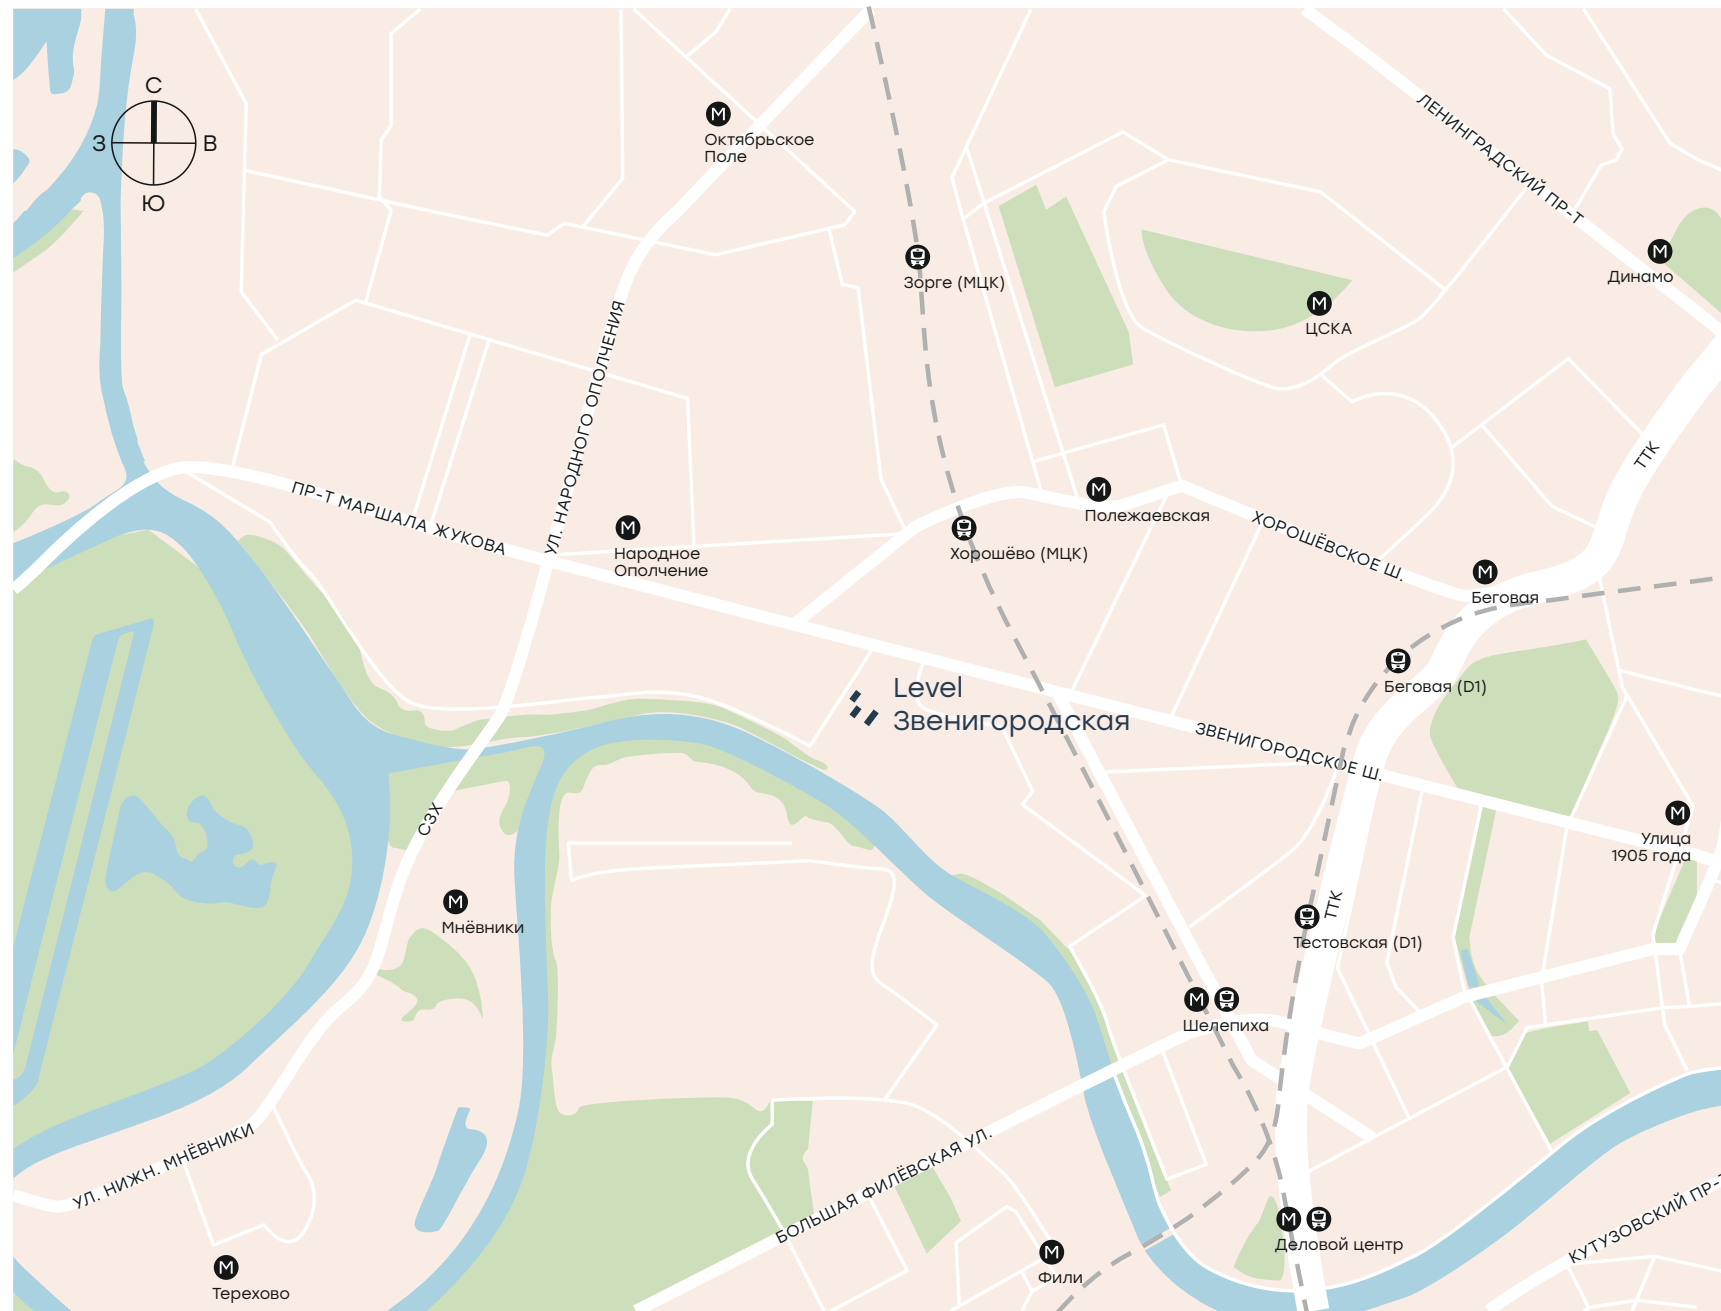 С
З
В
Ю
М
Октябрьское
Поле
ЛЕНИНГРАДСКИЙ ПР-Т
М
Динамо
Зорге (МЦК)
М
ЦСКА
УЛ. НАРОДНОГО ОПОЛЧЕНИЯ
ТТК
ПР-Т МАРШАЛА ЖУКОВА
М
Полежаевская
М
Народное
Ополчение
Хорошёво (МЦК)
ХОРОШЁВСКОЕ Ш.
М
Беговая
Беговая (D1)
Level
Звенигородская
ЗВЕНИГОРОДСКОЕ Ш.
СЗХ
М
Улица
1905 года
М
Мнёвники
ТТК
Тестовская (D1)
М
Шелепиха
УЛ. НИЖН. МНЁВНИКИ
БОЛЬШАЯ ФИЛЁВСКАЯ УЛ.
КУТУЗОВСКИЙ ПР-Т
М
Деловой центр
М
Фили
М
Терехово